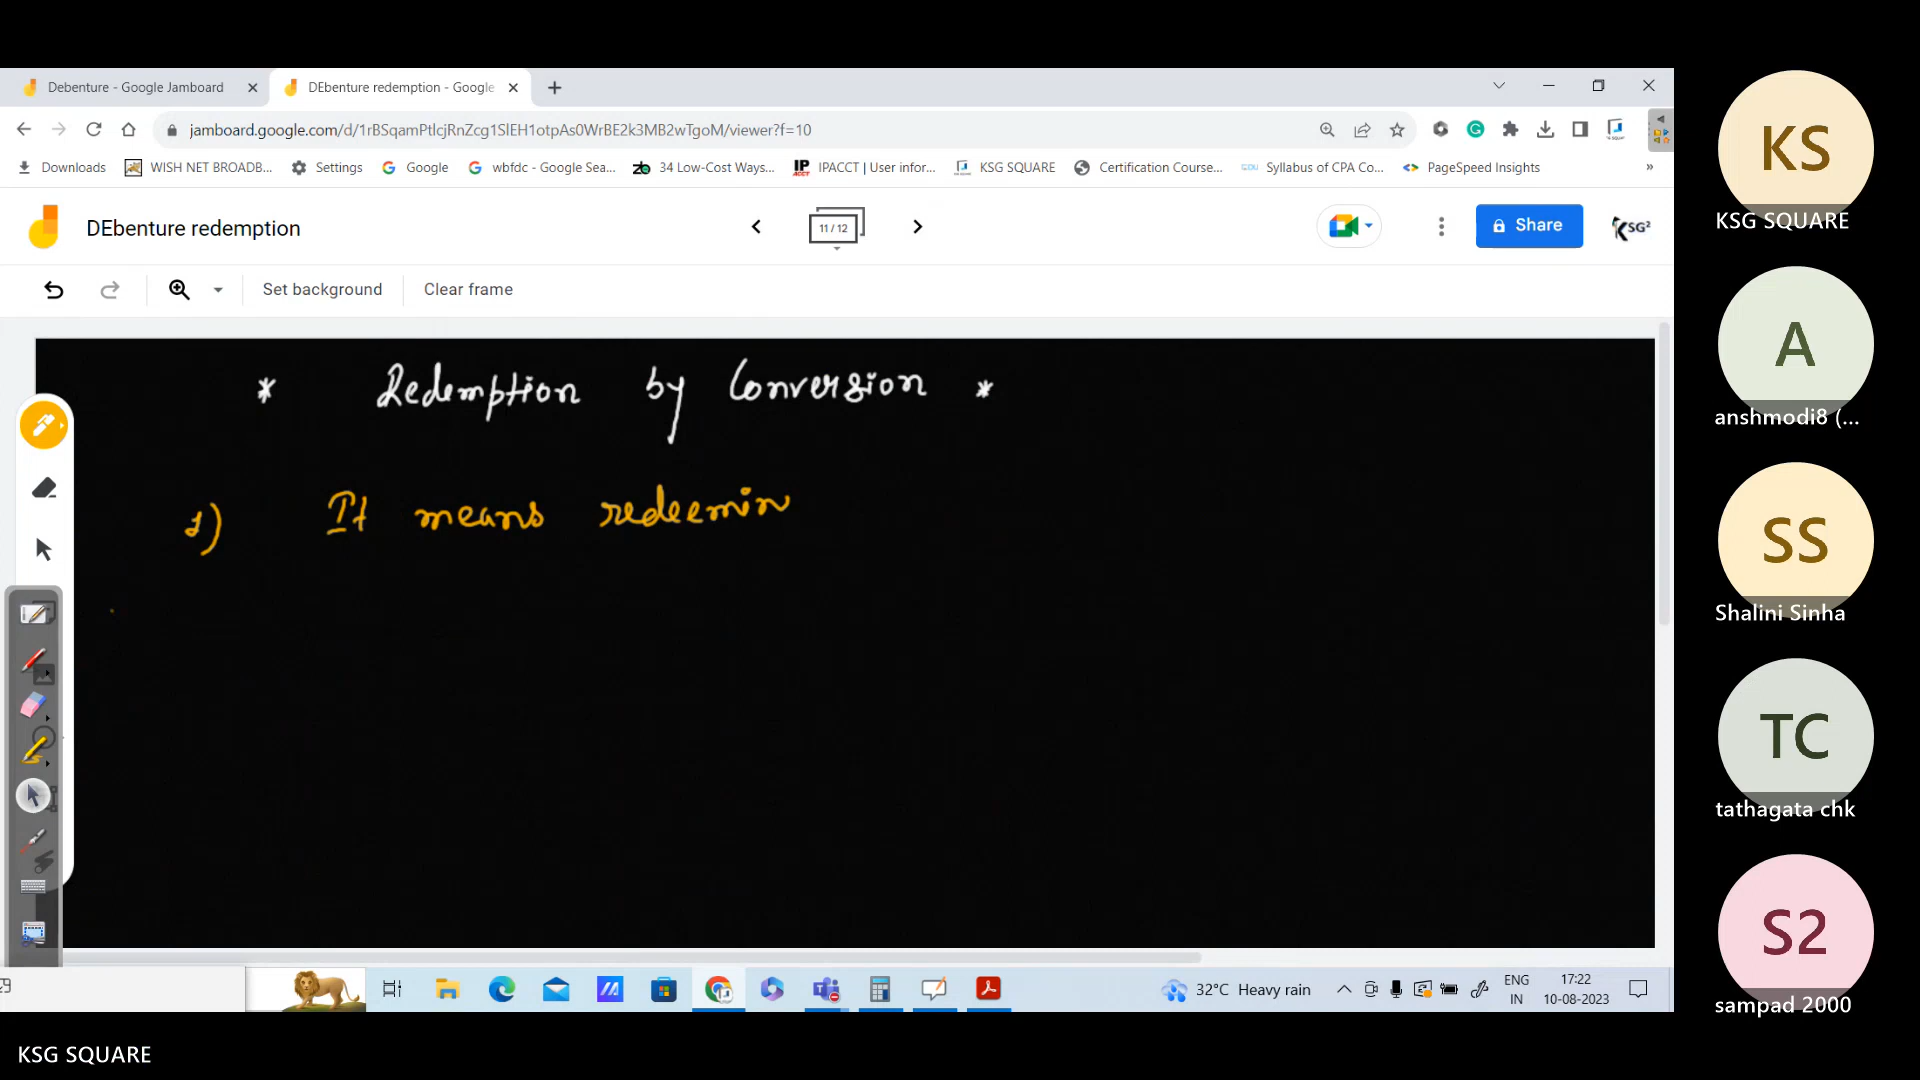 Debenture - Google Jamboard
DEbenture redemption - Google
jamboard.google.com/d/1rBSqamPtlcjRnZcg1SlEH1otpAs0WrBE2k3MB2wTgoM/viewer?f=10
Downloads WISH NET BROADB... Settings Google wbfdc - Google Sea... 34 Low-Cost Ways... IPACCT | User infor... KSG SQUARE Certification Course... Syllabus of CPA Co... PageSpeed Insights »
DEbenture redemption
11 / 12
Share
KSG²
Set background
Clear frame
* Redemption by Conversion *
1) It means redeemin
32°C Heavy rain
ENG
IN
17:22
10-08-2023
KS
KSG SQUARE
A
anshmodi8 (...
SS
Shalini Sinha
TC
tathagata chk
S2
sampad 2000
KSG SQUARE